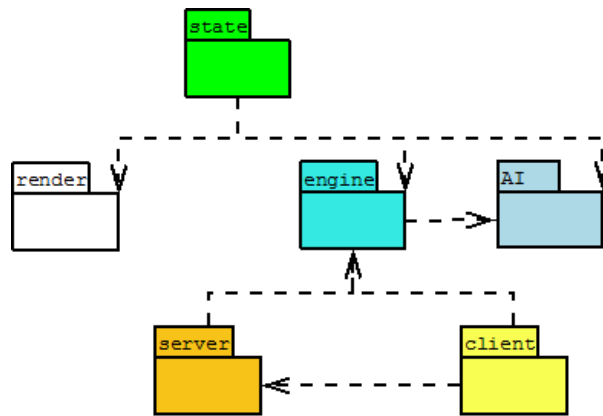 state
render
engine
AI
server
client